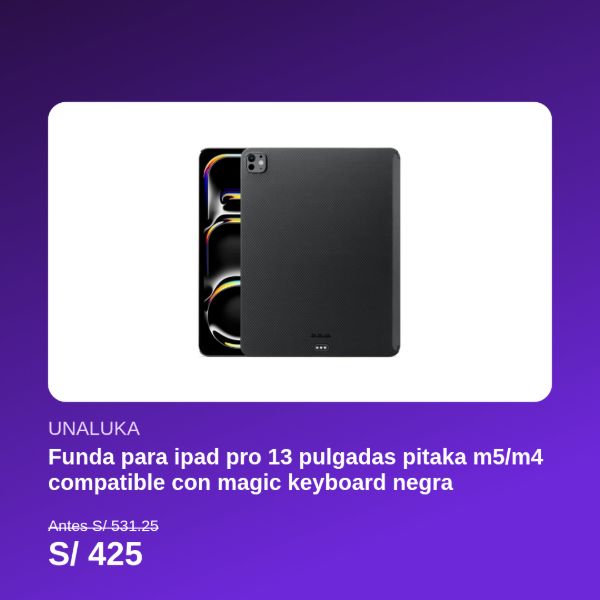 UNALUKA
Funda para ipad pro 13 pulgadas pitaka m5/m4
compatible con magic keyboard negra
Antes S/ 531.25
S/ 425